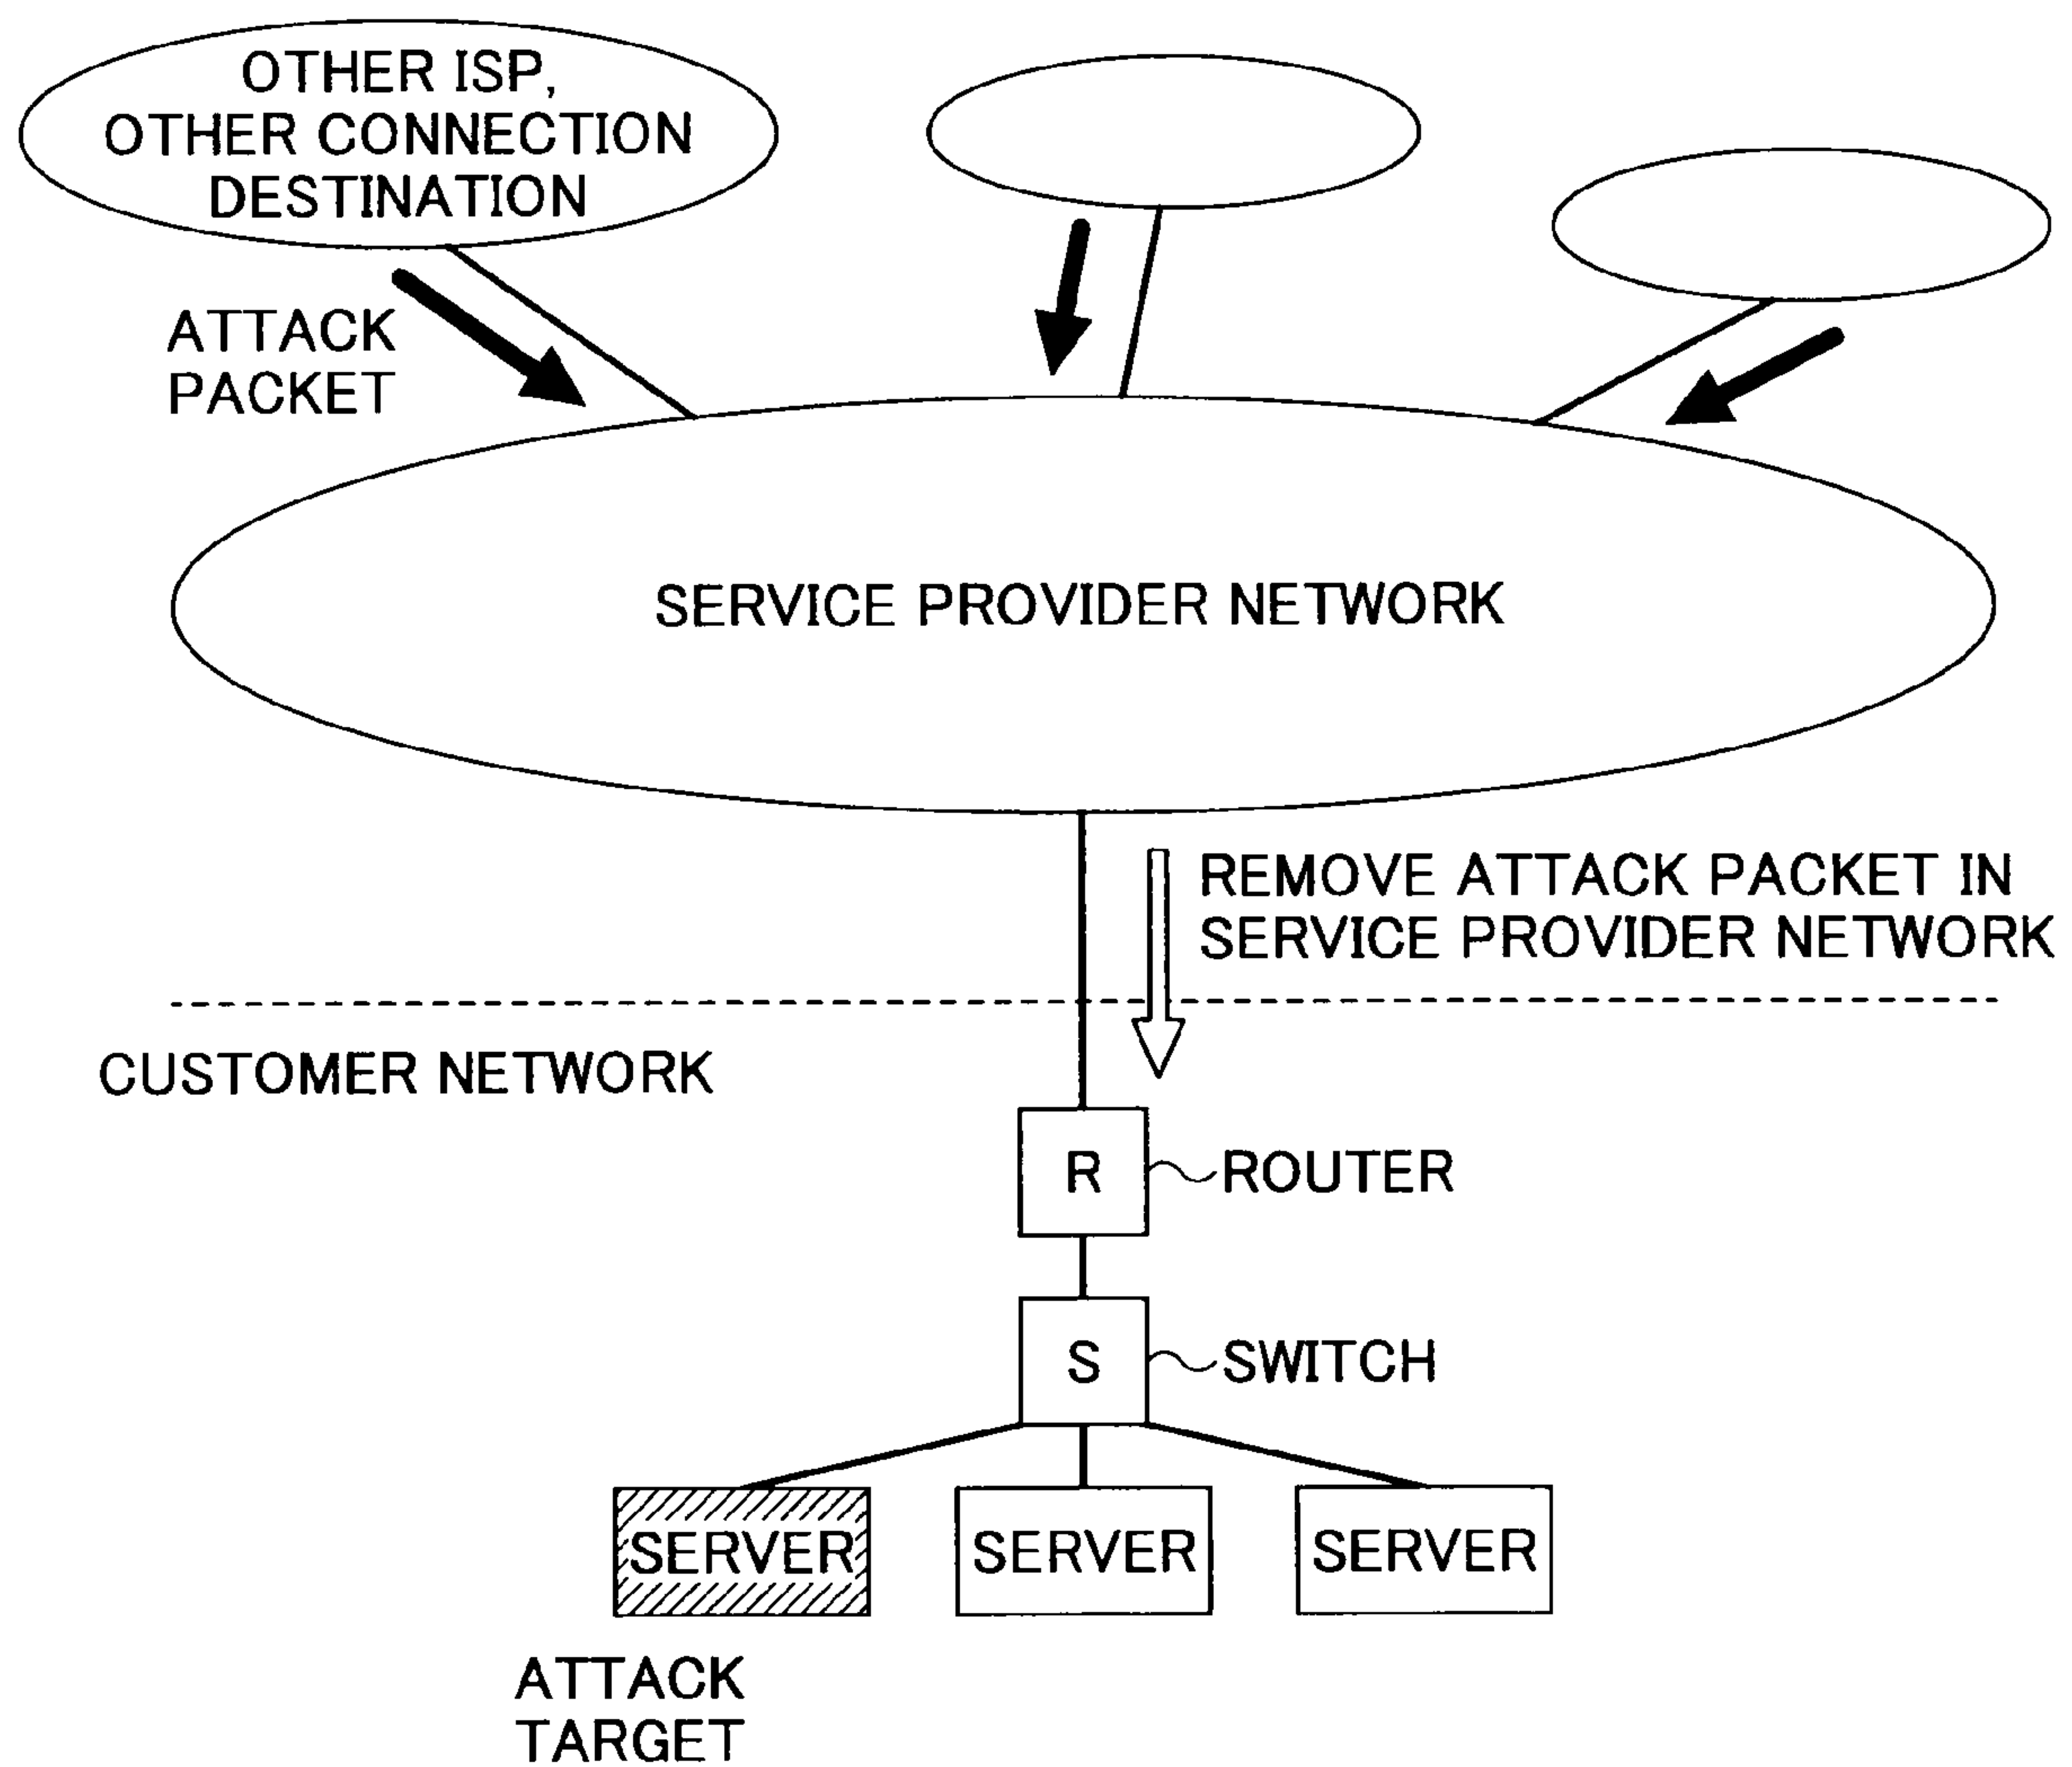 OTHER ISP,
OTHER CONNECTION
DESTINATION
ATTACK
PACKET
SERVICE PROVIDER NETWORK
REMOVE ATTACK PACKET IN
SERVICE PROVIDER NETWORK
CUSTOMER NETWORK
R
ROUTER
S
SWITCH
SERVER
SERVER
SERVER
ATTACK
TARGET